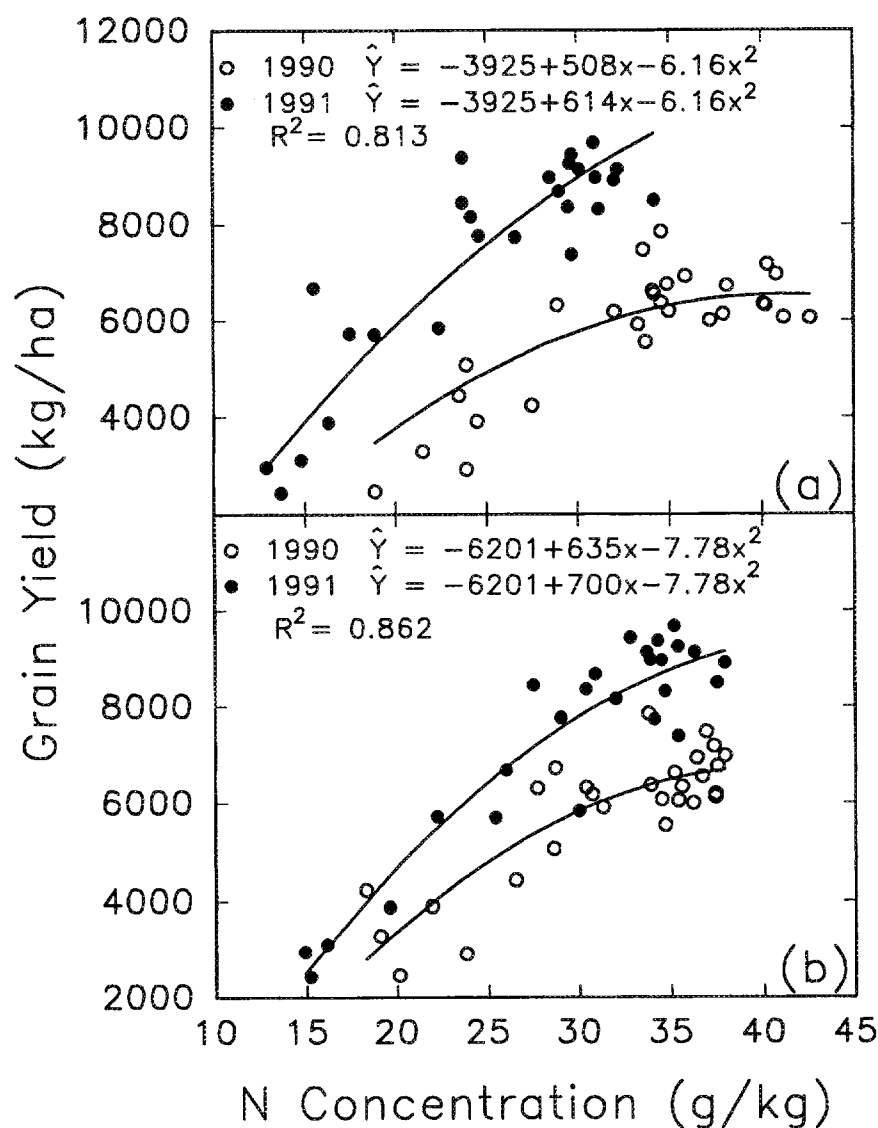 12000
○ 1990 Ŷ = −3925+508x−6.16x²
● 1991 Ŷ = −3925+614x−6.16x²
R²= 0.813
10000
8000
6000
4000
(a)
○ 1990 Ŷ = −6201+635x−7.78x²
● 1991 Ŷ = −6201+700x−7.78x²
R²= 0.862
10000
8000
6000
4000
2000
(b)
10 15 20 25 30 35 40 45
N Concentration (g/kg)
Grain Yield (kg/ha)